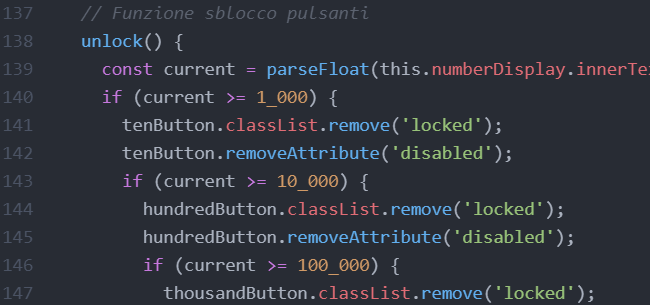 137 // Funzione sblocco pulsanti
138 unlock() {
139 const current = parseFloat(this.numberDisplay.
140 if (current >= 1_000) {
141 tenButton.classList.remove('locked');
142 tenButton.removeAttribute('disabled');
143 if (current >= 10_000) {
144 hundredButton.classList.remove('locked');
145 hundredButton.removeAttribute('disabled');
146 if (current >= 100_000) {
147 thousandButton.classList.remove('locked');